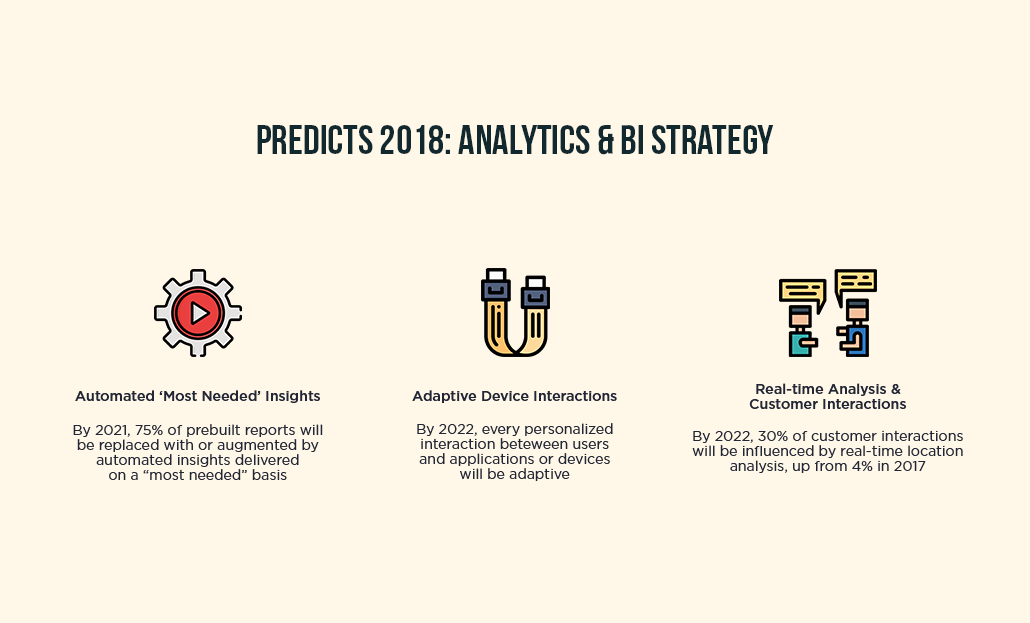 PREDICTS 2018: ANALYTICS & BI STRATEGY
Automated ‘Most Needed’ Insights
By 2021, 75% of prebuilt reports will
be replaced with or augmented by
automated insights delivered
on a “most needed” basis
Adaptive Device Interactions
By 2022, every personalized
interaction beteween users
and applications or devices
will be adaptive
Real-time Analysis &
Customer Interactions
By 2022, 30% of customer interactions
will be influenced by real-time location
analysis, up from 4% in 2017